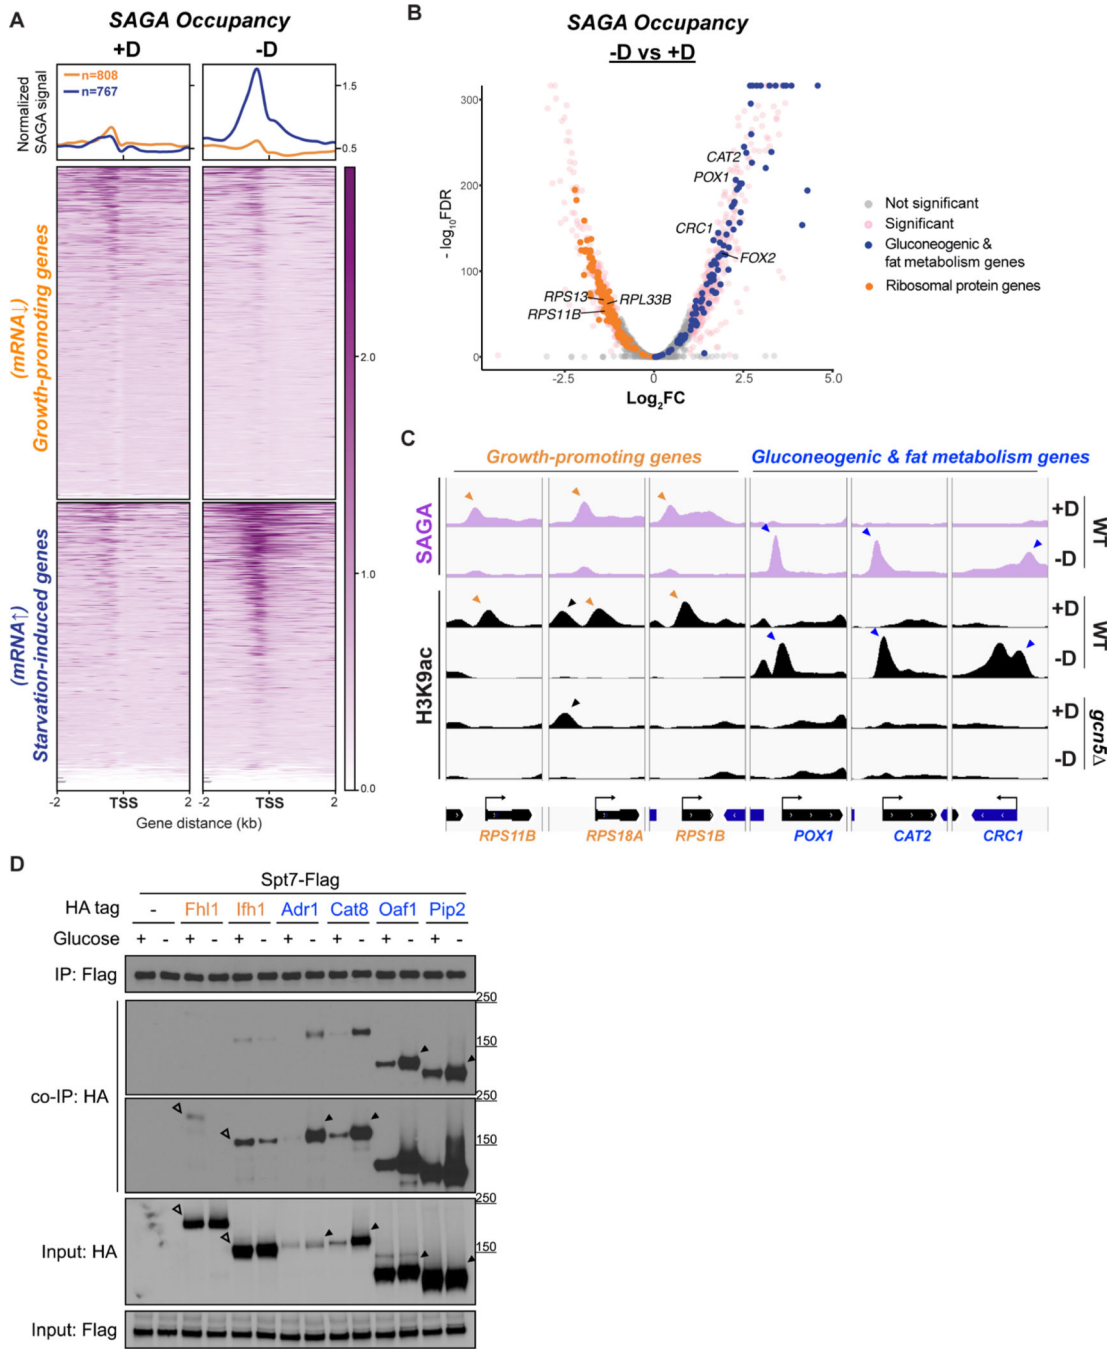 A
SAGA Occupancy
+D
-D
Normalized
SAGA signal
n=808
n=767
1.5
0.5
(mRNA↓)
Growth-promoting genes
(mRNA↑)
Starvation-induced genes
2.0
1.0
0.0
-2
TSS
2
-2
TSS
2
Gene distance (kb)
B
SAGA Occupancy
-D vs +D
- log10FDR
300
200
100
0
-2.5
0
2.5
5.0
Log2FC
CAT2
POX1
CRC1
FOX2
RPS13
RPL33B
RPS11B
Not significant
Significant
Gluconeogenic &
fat metabolism genes
Ribosomal protein genes
C
Growth-promoting genes
Gluconeogenic & fat metabolism genes
SAGA
+D
-D
WT
H3K9ac
+D
-D
WT
+D
-D
gcn5Δ
RPS11B
RPS18A
RPS1B
POX1
CAT2
CRC1
D
Spt7-Flag
HA tag
-
Fhl1
Ifh1
Adr1
Cat8
Oaf1
Pip2
Glucose
+ - + - + - + - + - + - + -
IP: Flag
co-IP: HA
250
150
250
150
Input: HA
250
150
Input: Flag